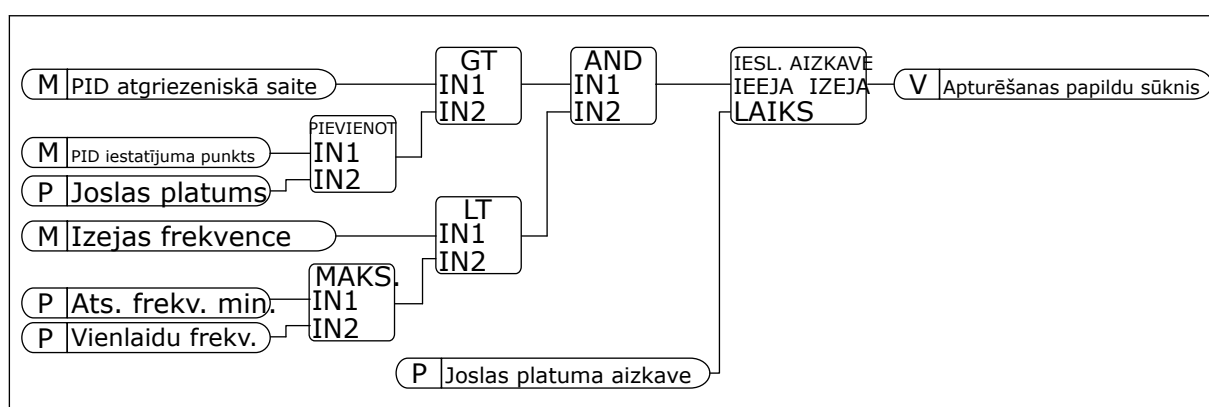 GT
AND
IESL. AIZKAVE
M PID atgriezeniskā saite
IN1
IN1
IEEJA IZEJA
V Apturēšanas papildu sūknis
IN2
IN2
LAIKS
PIEVIENOT
M PID iestatījuma punkts
IN1
P Joslas platums
IN2
LT
M Izejas frekvence
IN1
IN2
MAKS.
P Ats. frekv. min.
IN1
P Vienlaidu frekv.
IN2
P Joslas platuma aizkave